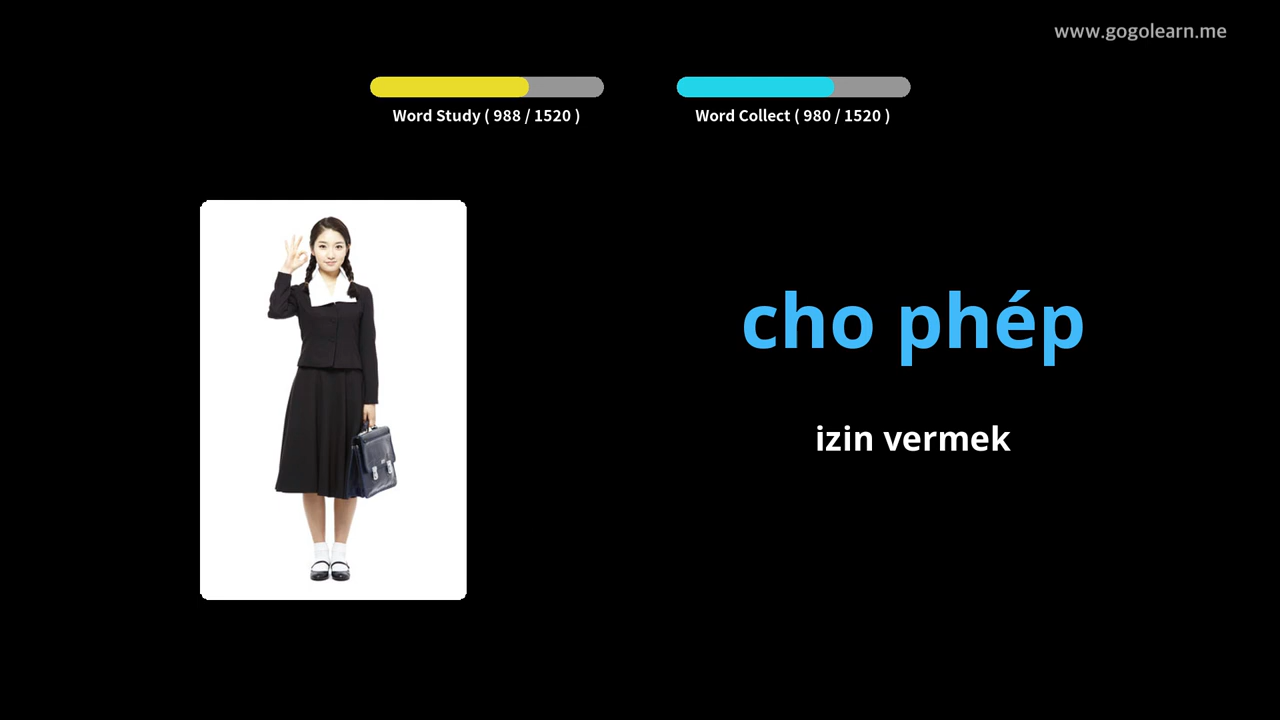 www.gogolearn.me
Word Study ( 988 / 1520 )
Word Collect ( 980 / 1520 )
cho phép
izin vermek